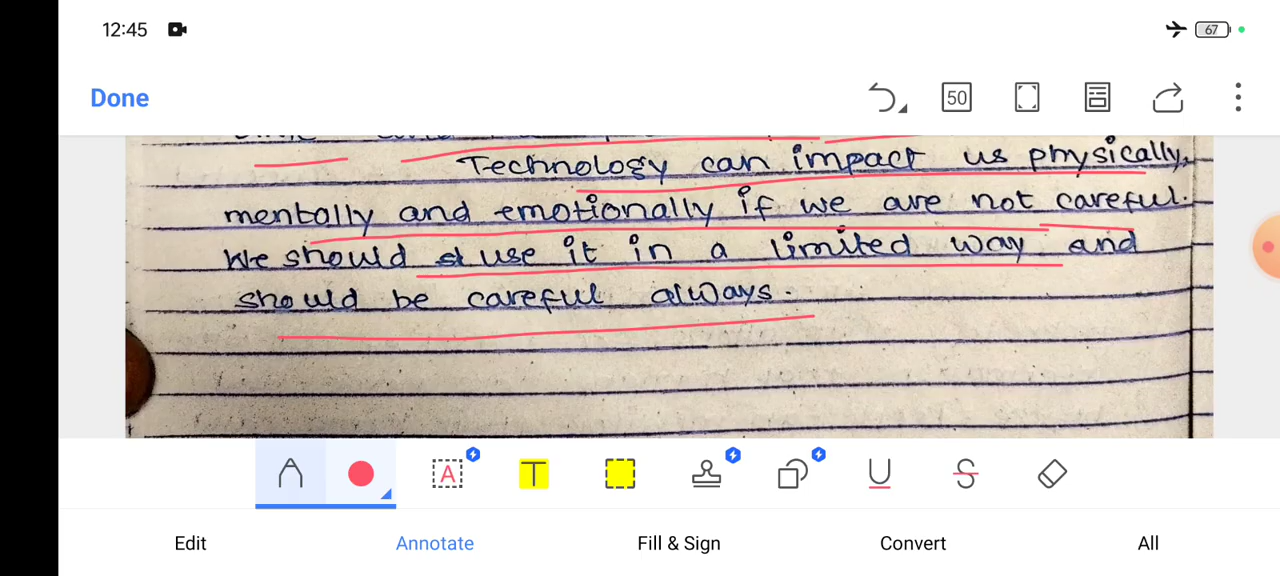 12:45
67
Done
50
Technology can impact us physically,
mentally and emotionally if we are not careful.
We should use it in a limited way and
should be careful always.
A
T
U
S
Edit
Annotate
Fill & Sign
Convert
All